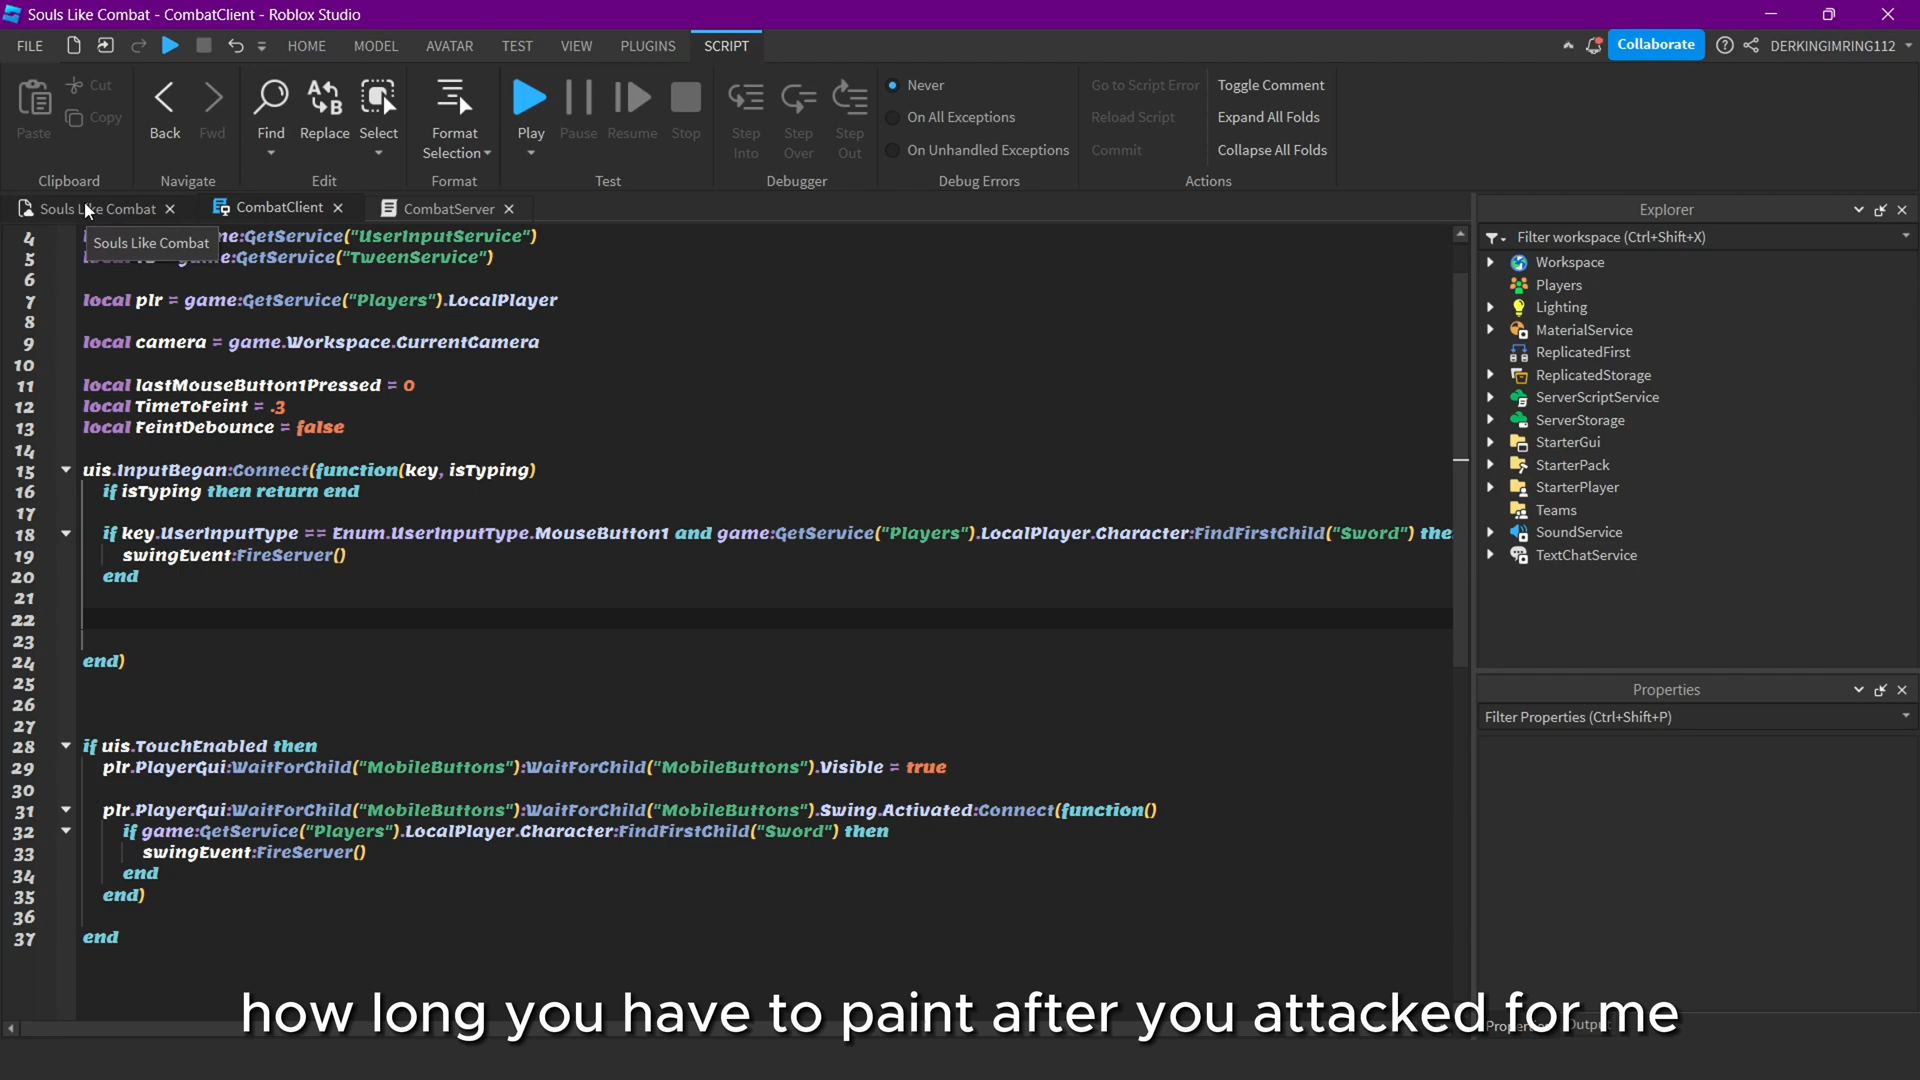 Souls Like Combat - CombatClient - Roblox Studio
FILE HOME MODEL AVATAR TEST VIEW PLUGINS SCRIPT Collaborate DERKINGIMRING112
Paste Cut Copy Back Fwd Find Replace Select Format Selection Play Pause Resume Stop Step Into Step Over Step Out
Never
On All Exceptions
On Unhandled Exceptions
Go to Script Error
Reload Script
Commit
Toggle Comment
Expand All Folds
Collapse All Folds
Clipboard Navigate Edit Format Test Debugger Debug Errors Actions
Souls Like Combat CombatClient CombatServer
Souls Like Combat
4 me:GetService("UserInputService")
5 e:GetService("TweenService")
6
7 local plr = game:GetService("Players").LocalPlayer
8
9 local camera = game.Workspace.CurrentCamera
10
11 local lastMouseButton1Pressed = 0
12 local TimeToFeint = .3
13 local FeintDebounce = false
14
15 uis.InputBegan:Connect(function(key, isTyping)
16 if isTyping then return end
17
18 if key.UserInputType == Enum.UserInputType.MouseButton1 and game:GetService("Players").LocalPlayer.Character:FindFirstChild("Sword") the
19 swingEvent:FireServer()
20 end
21
22
23
24 end)
25
26
27
28 if uis.TouchEnabled then
29 plr.PlayerGui:WaitForChild("MobileButtons"):WaitForChild("MobileButtons").Visible = true
30
31 plr.PlayerGui:WaitForChild("MobileButtons"):WaitForChild("MobileButtons").Swing.Activated:Connect(function()
32 if game:GetService("Players").LocalPlayer.Character:FindFirstChild("Sword") then
33 swingEvent:FireServer()
34 end
35 end)
36
37 end
Explorer
Filter workspace (Ctrl+Shift+X)
Workspace
Players
Lighting
MaterialService
ReplicatedFirst
ReplicatedStorage
ServerScriptService
ServerStorage
StarterGui
StarterPack
StarterPlayer
Teams
SoundService
TextChatService
Properties
Filter Properties (Ctrl+Shift+P)
how long you have to paint after you attacked for me